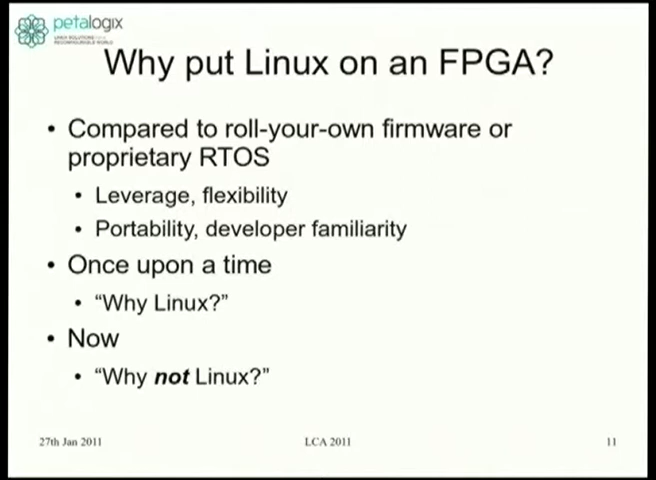 petalogix
LINUX SOLUTIONS for a
RECONFIGURABLE WORLD
Why put Linux on an FPGA?
• Compared to roll-your-own firmware or
proprietary RTOS
• Leverage, flexibility
• Portability, developer familiarity
• Once upon a time
• “Why Linux?”
• Now
• “Why not Linux?”
27th Jan 2011
LCA 2011
11